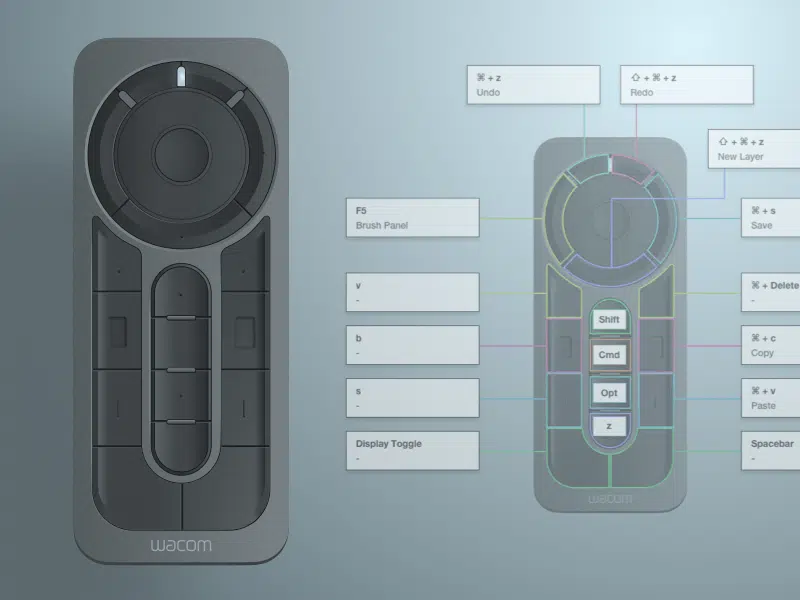 ⌘ + z
Undo
⇧ + ⌘ + z
Redo
⇧ + ⌘ + z
New Layer
F5
Brush Panel
⌘ + s
Save
v
-
⌘ + Delete
-
b
-
⌘ + c
Copy
s
-
⌘ + v
Paste
Display Toggle
-
Spacebar
-
Shift
Cmd
Opt
z
wacom
wacom